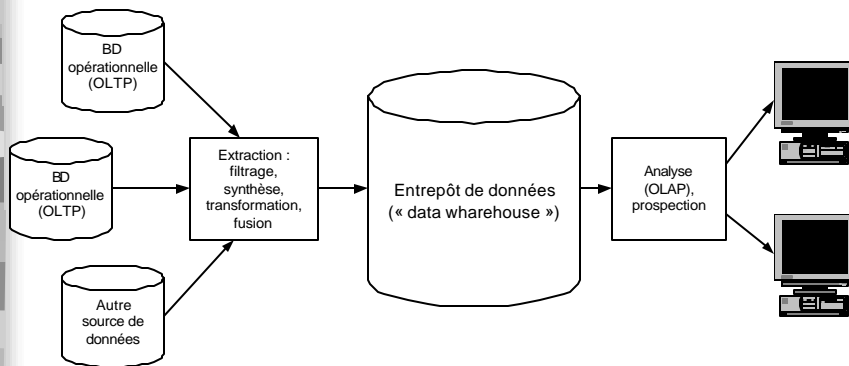 BD
opérationnelle
(OLTP)
BD
opérationnelle
(OLTP)
Autre
source de
données
Extraction :
filtrage,
synthèse,
transformation,
fusion
Entrepôt de données
(« data wharehouse »)
Analyse
(OLAP),
prospection